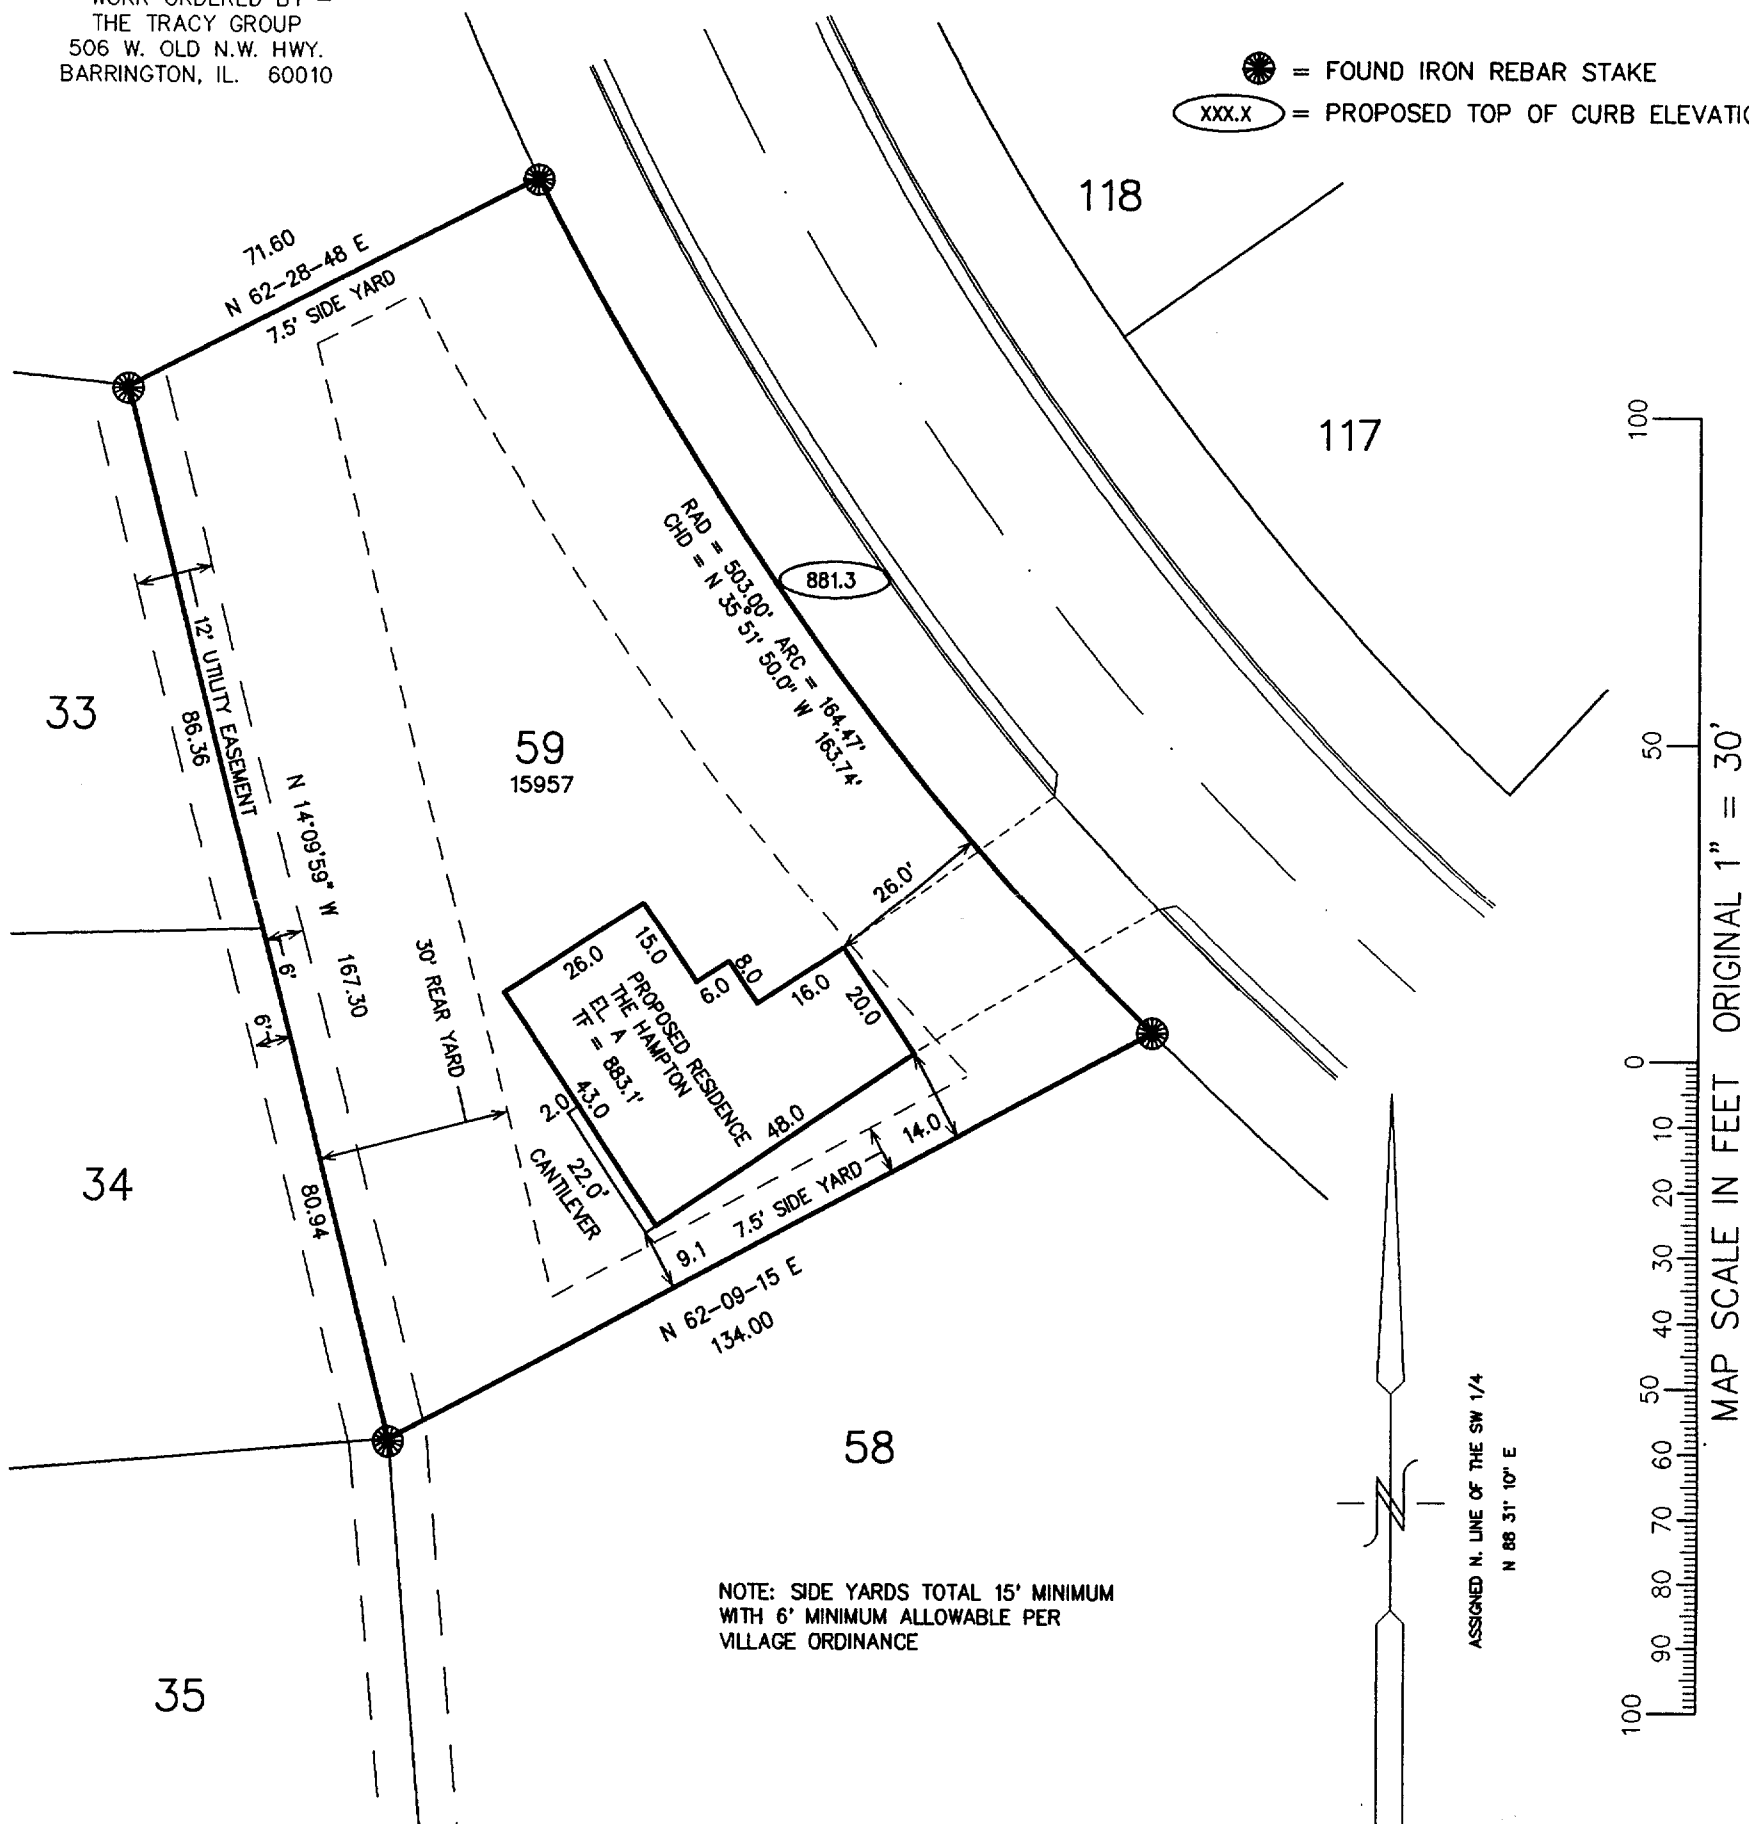 WORK ORDERED BY –
THE TRACY GROUP
506 W. OLD N.W. HWY.
BARRINGTON, IL. 60010
= FOUND IRON REBAR STAKE
XXX.X = PROPOSED TOP OF CURB
118
117
71.60
N 62-28-48 E
7.5' SIDE YARD
RAD = 503.00' ARC = 164.47'
CHD = N 35°51' 50.0" W 163.74'
881.3
12' UTILITY EASEMENT
86.36
33
59
15957
N 14°09'59" W 167.30
6'
6'
30' REAR YARD
34
80.94
26.0'
26.0
15.0
6.0
8.0
16.0
20.0
PROPOSED RESIDENCE
THE HAMPTON
EL. A
TF = 883.1'
43.0
2.0
22.0'
CANTILEVER
48.0
14.0
7.5' SIDE YARD
9.1
N 62-09-15 E
134.00
58
35
NOTE: SIDE YARDS TOTAL 15' MINIMUM
WITH 6' MINIMUM ALLOWABLE PER
VILLAGE ORDINANCE
N
ASSIGNED N. LINE OF THE SW 1/4
N 88 31' 10" E
100
50
0
10
20
30
40
50
60
70
80
90
100
MAP SCALE IN FEET ORIGINAL 1" = 30'